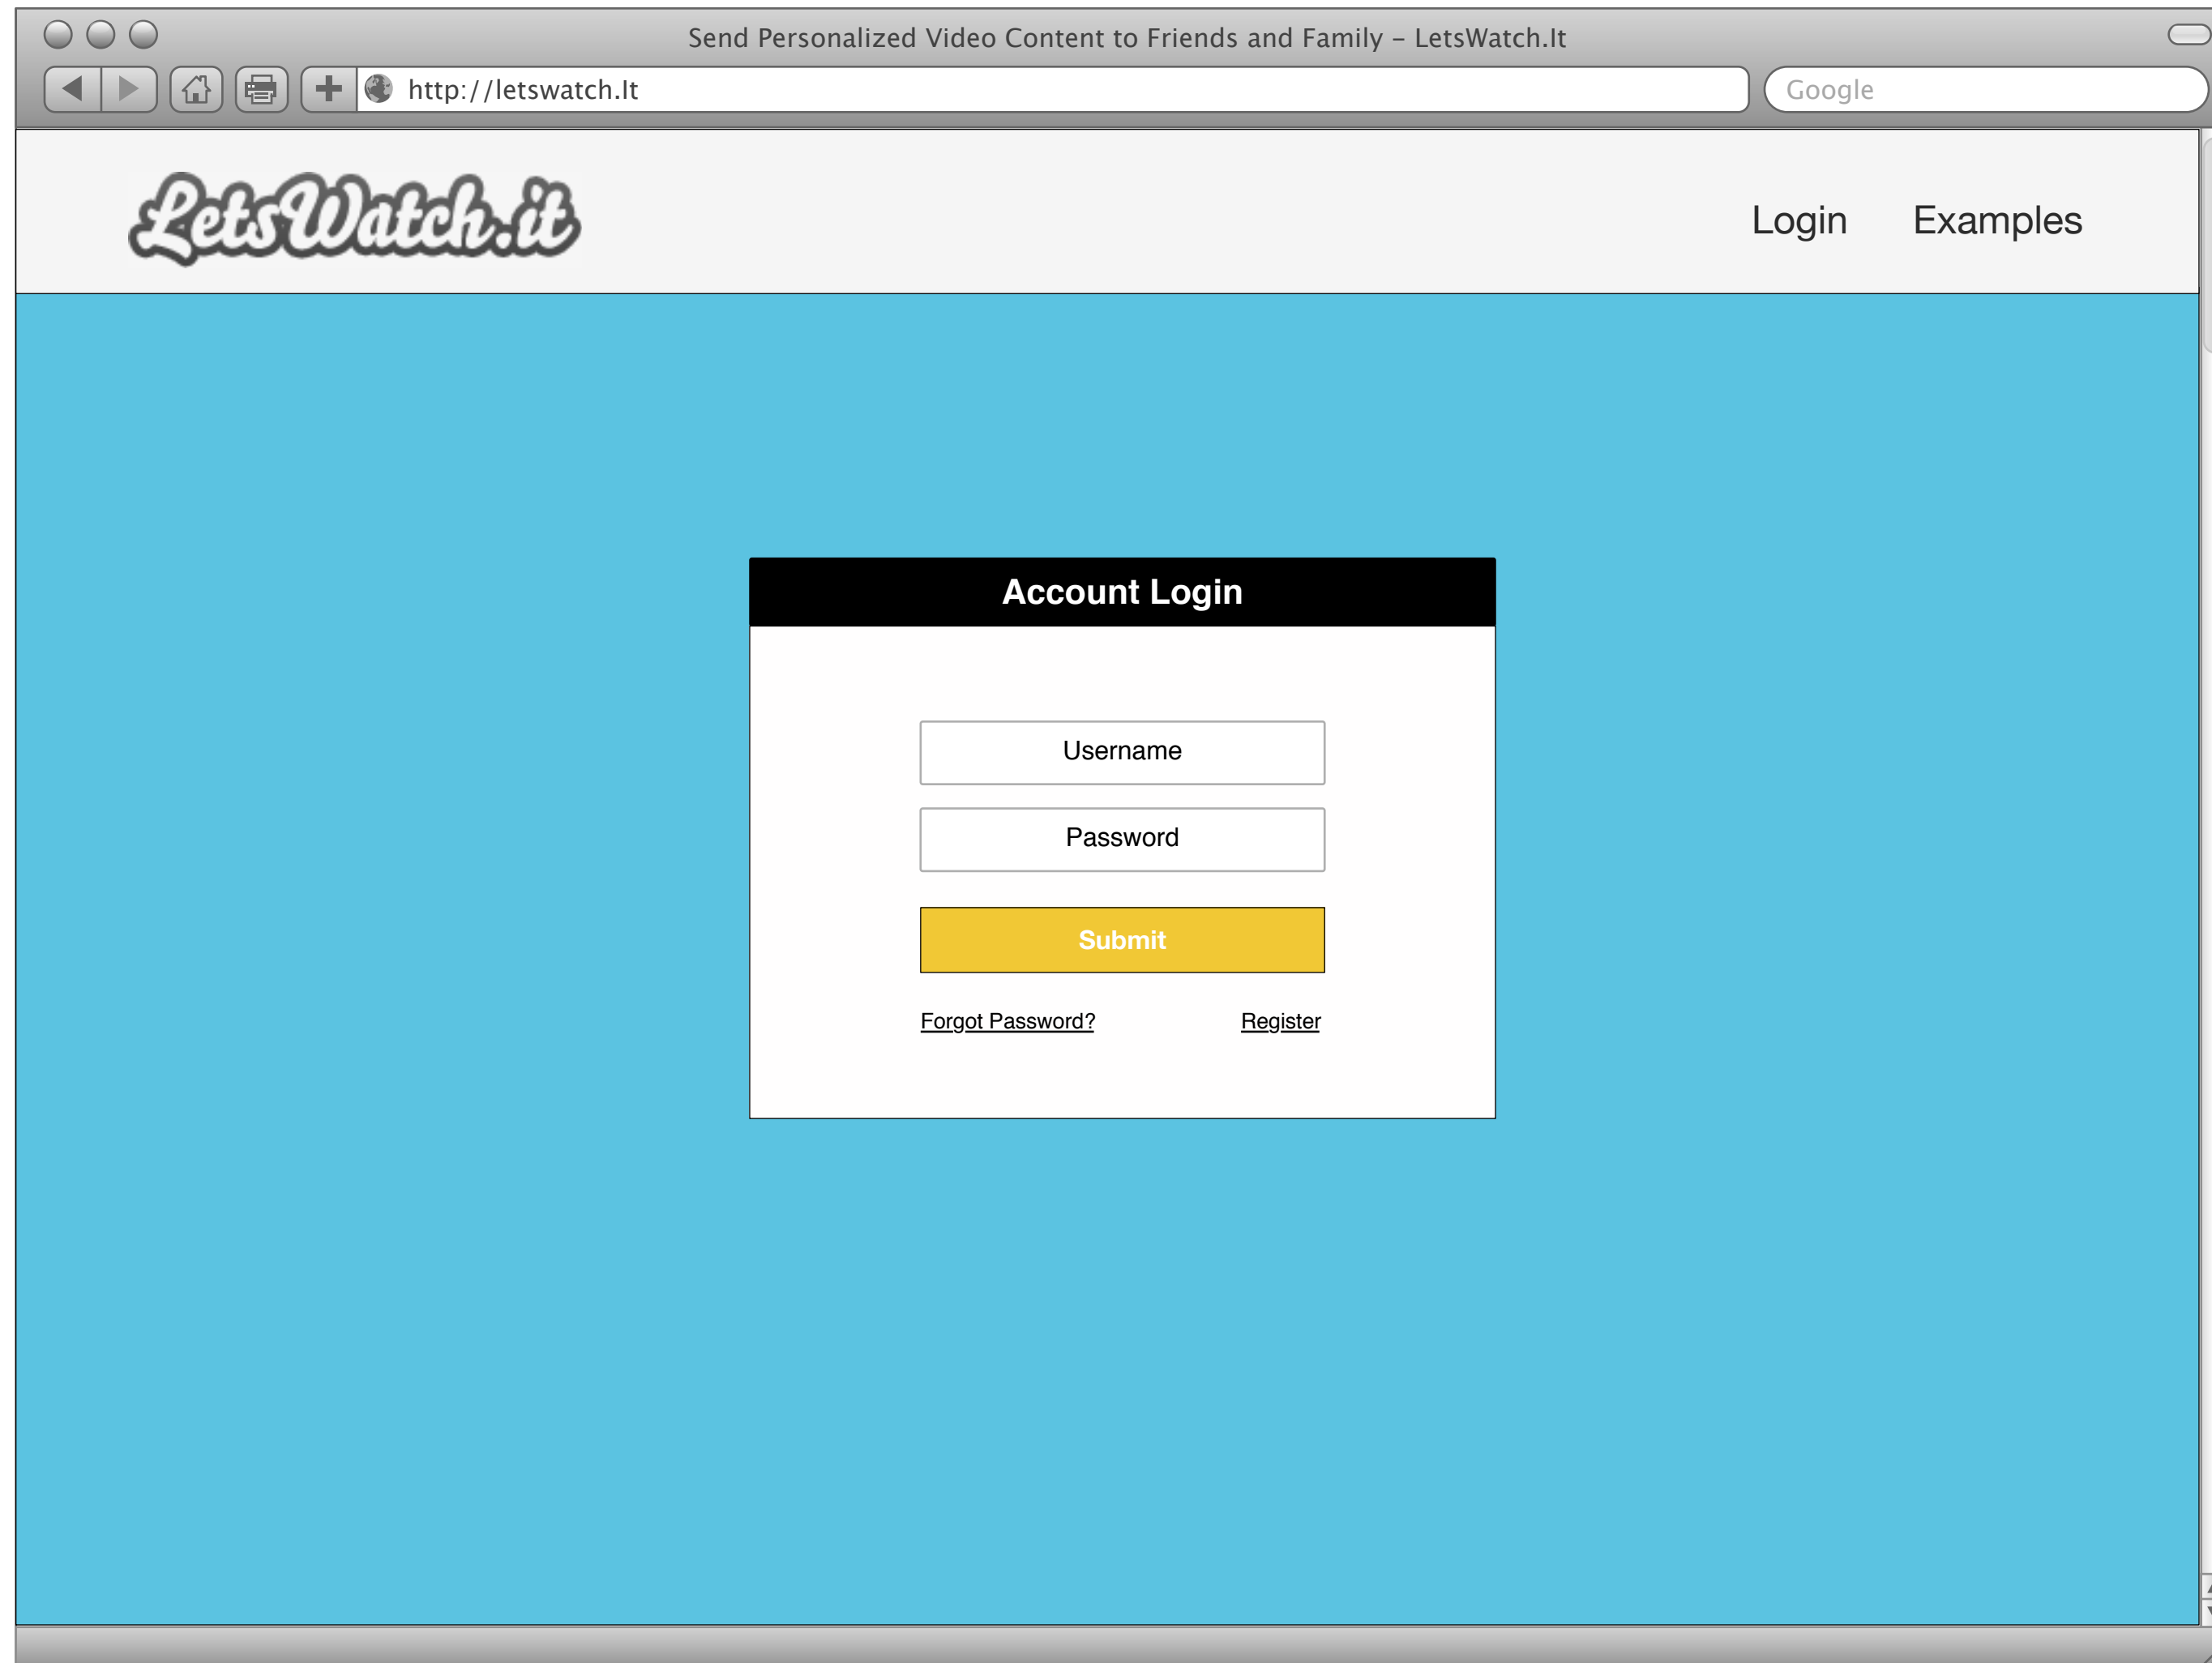 Send Personalized Video Content to Friends and Family – LetsWatch.It
http://letswatch.It
Google
LetsWatch.it
Login Examples
Account Login
Username
Password
Submit
Forgot Password? Register